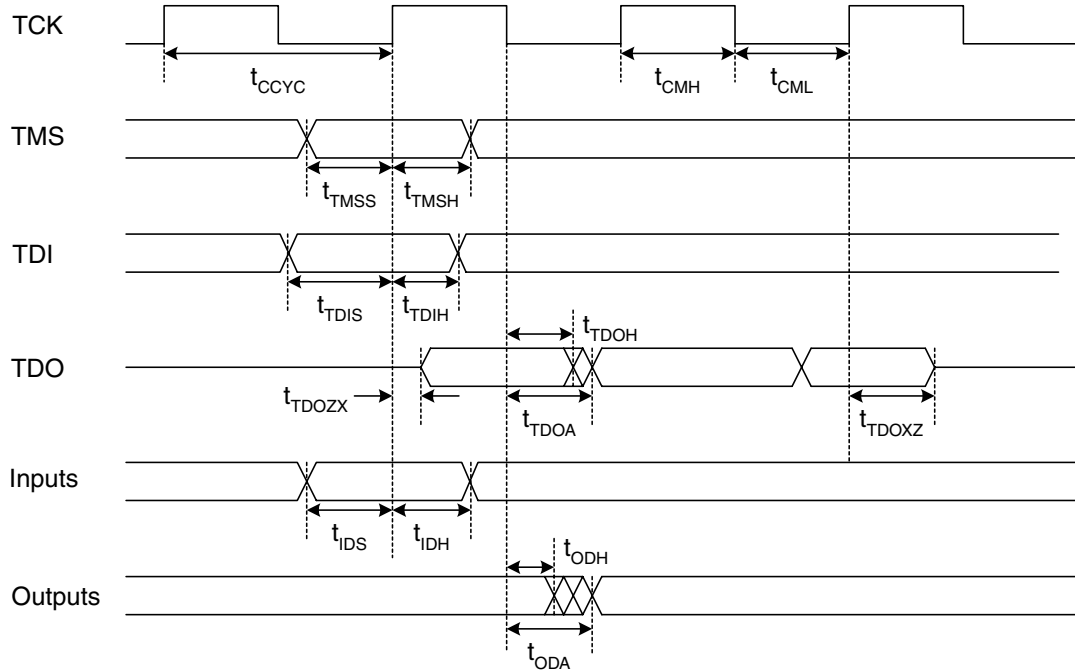 TCK
tCCYC
tCMH
tCML
TMS
tTMSS
tTMSH
TDI
tTDIS
tTDIH
tTDOH
TDO
tTDOZX
tTDOA
tTDOXZ
Inputs
tIDS
tIDH
tODH
Outputs
tODA